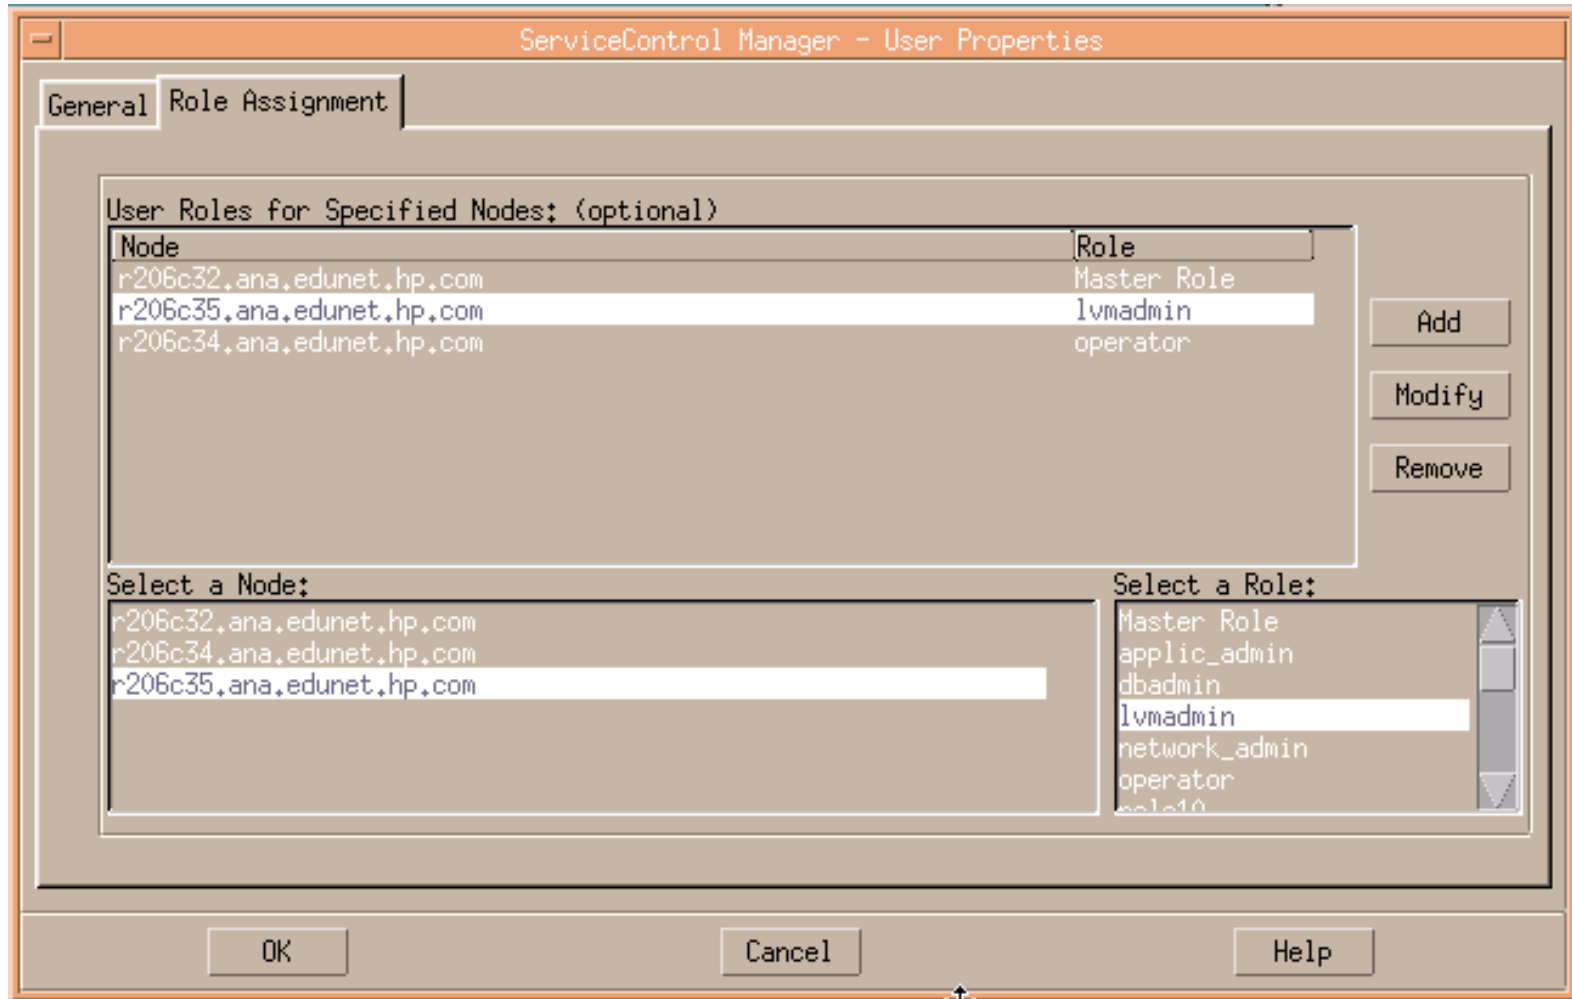 ServiceControl Manager - User Properties
General Role Assignment
User Roles for Specified Nodes: (optional)
Node Role
r206c32.ana.edunet.hp.com Master Role
r206c35.ana.edunet.hp.com lvmadmin
r206c34.ana.edunet.hp.com operator
Add
Modify
Remove
Select a Node:
r206c32.ana.edunet.hp.com
r206c34.ana.edunet.hp.com
r206c35.ana.edunet.hp.com
Select a Role:
Master Role
applic_admin
dbadmin
lvmadmin
network_admin
operator
OK Cancel Help